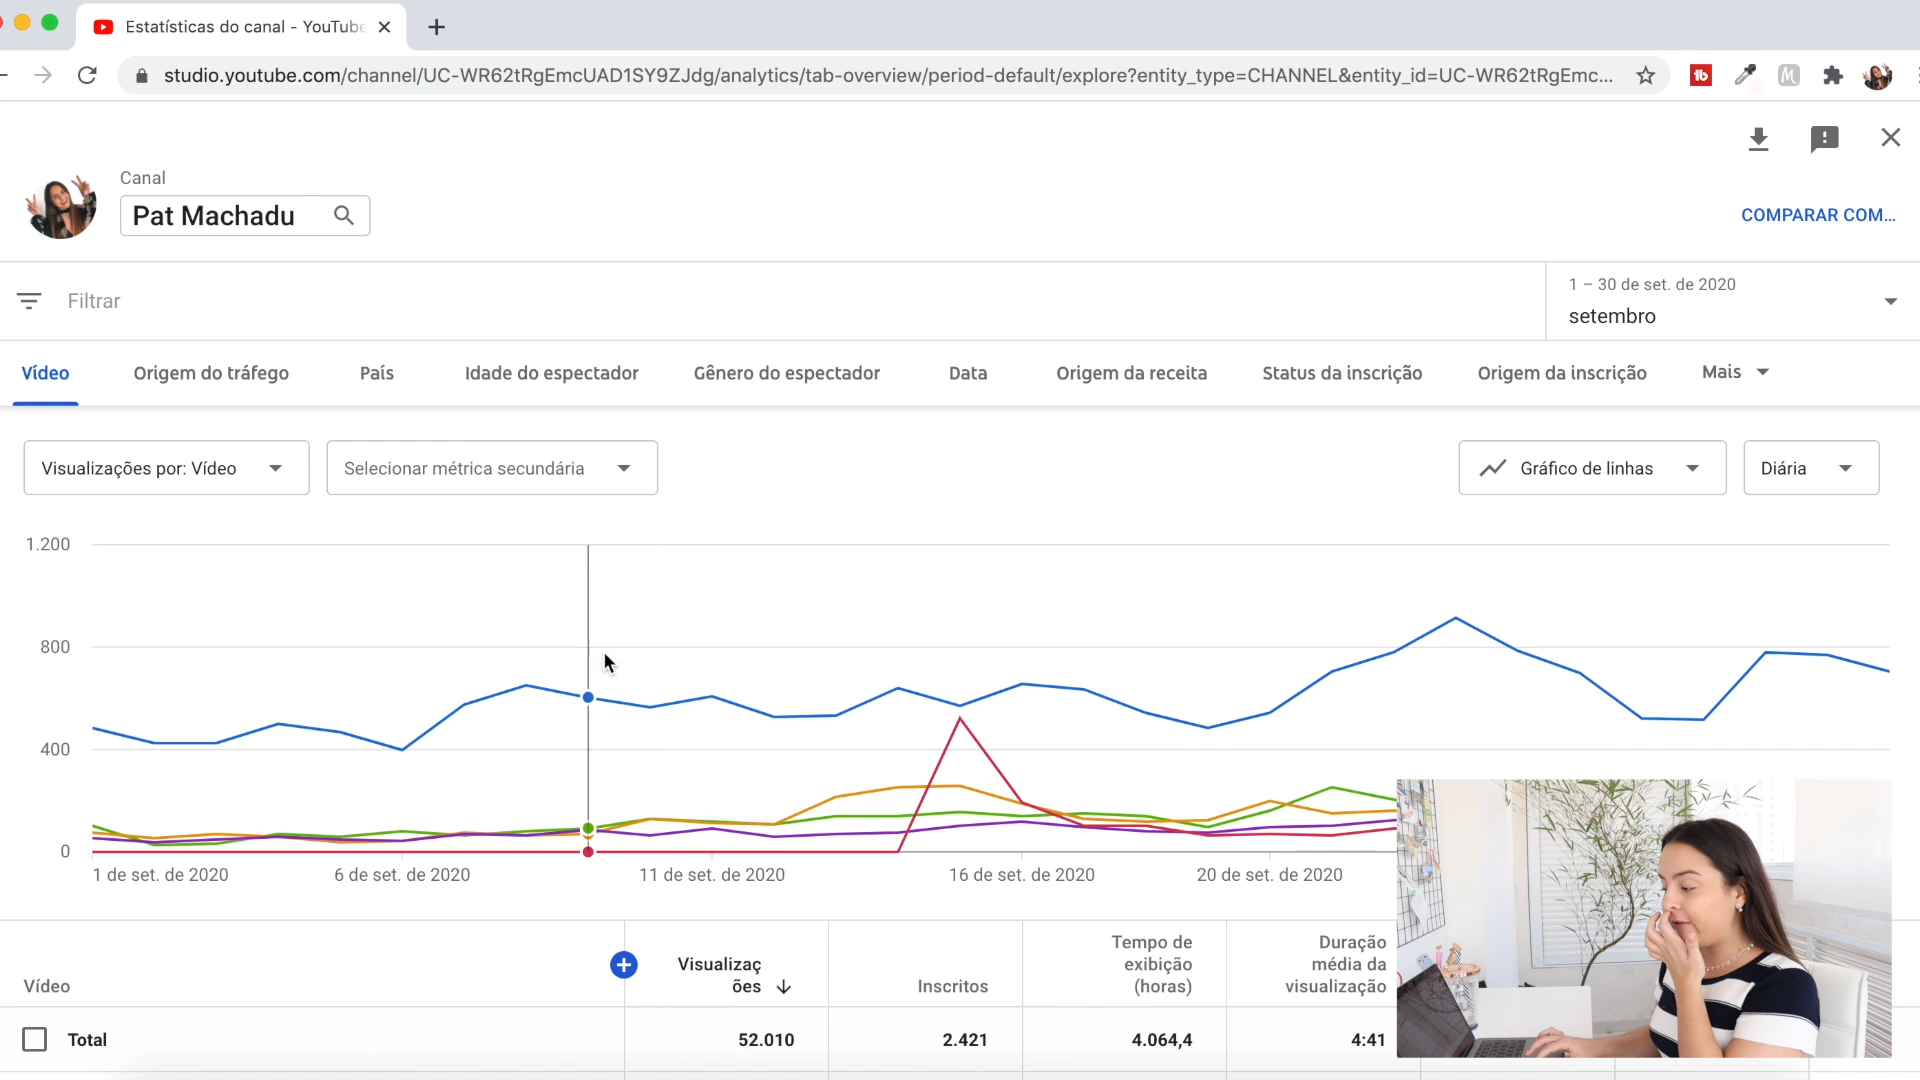 Estatísticas do canal - YouTube
studio.youtube.com/channel/UC-WR62tRgEmcUAD1SY9ZJdg/analytics/tab-overview/period-default/explore?entity_type=CHANNEL&entity_id=UC-WR62tRgEmc...
Canal
Pat Machadu
COMPARAR COM...
Filtrar
1 – 30 de set. de 2020
setembro
Vídeo Origem do tráfego País Idade do espectador Gênero do espectador Data Origem da receita Status da inscrição Origem da inscrição Mais
Visualizações por: Vídeo Selecionar métrica secundária Gráfico de linhas Diária
1.200
800
400
0
1 de set. de 2020 6 de set. de 2020 11 de set. de 2020 16 de set. de 2020 20 de set. de 2020
Vídeo
Visualizaç
ões
Inscritos
Tempo de
exibição
(horas)
Duração
média da
visualização
Total 52.010 2.421 4.064,4 4:41